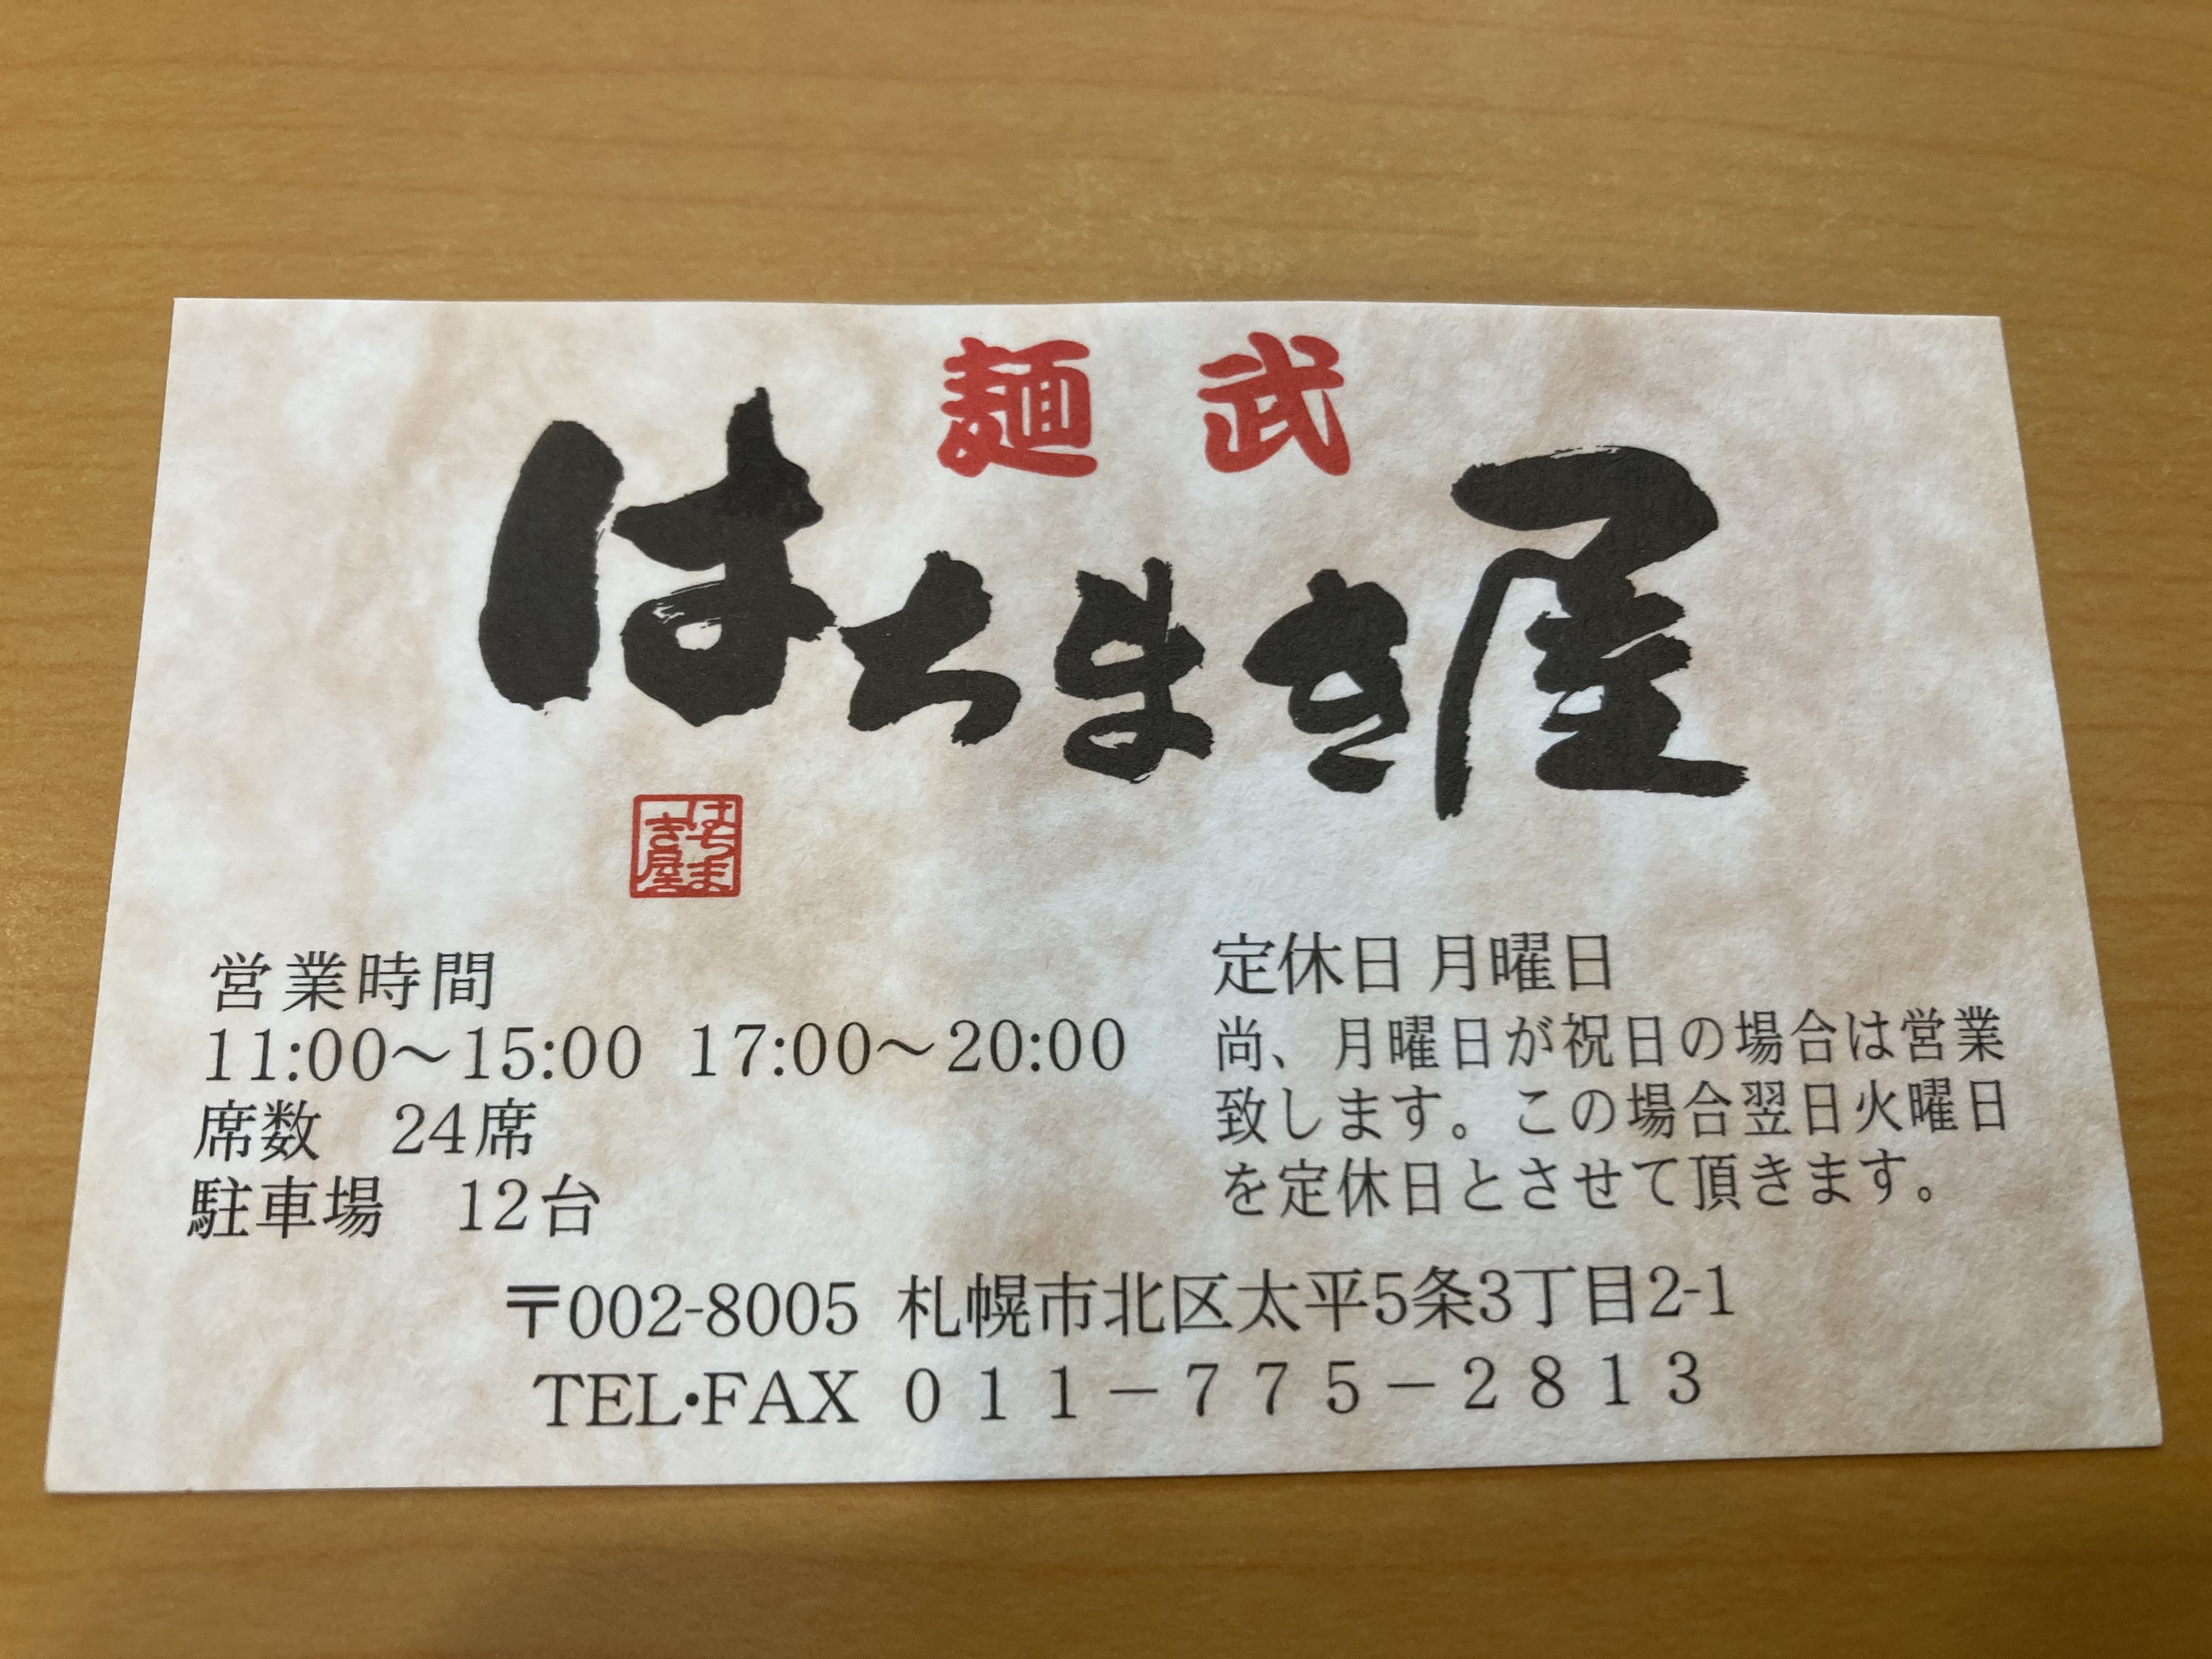 麺武
はちまき屋
はちまき屋
営業時間
11:00～15:00 17:00～20:00
席数　24席
駐車場　12台
定休日 月曜日
尚、月曜日が祝日の場合は営業
致します。この場合翌日火曜日
を定休日とさせて頂きます。
〒002-8005 札幌市北区太平5条3丁目2-1
TEL・FAX ０１１－７７５－２８１３